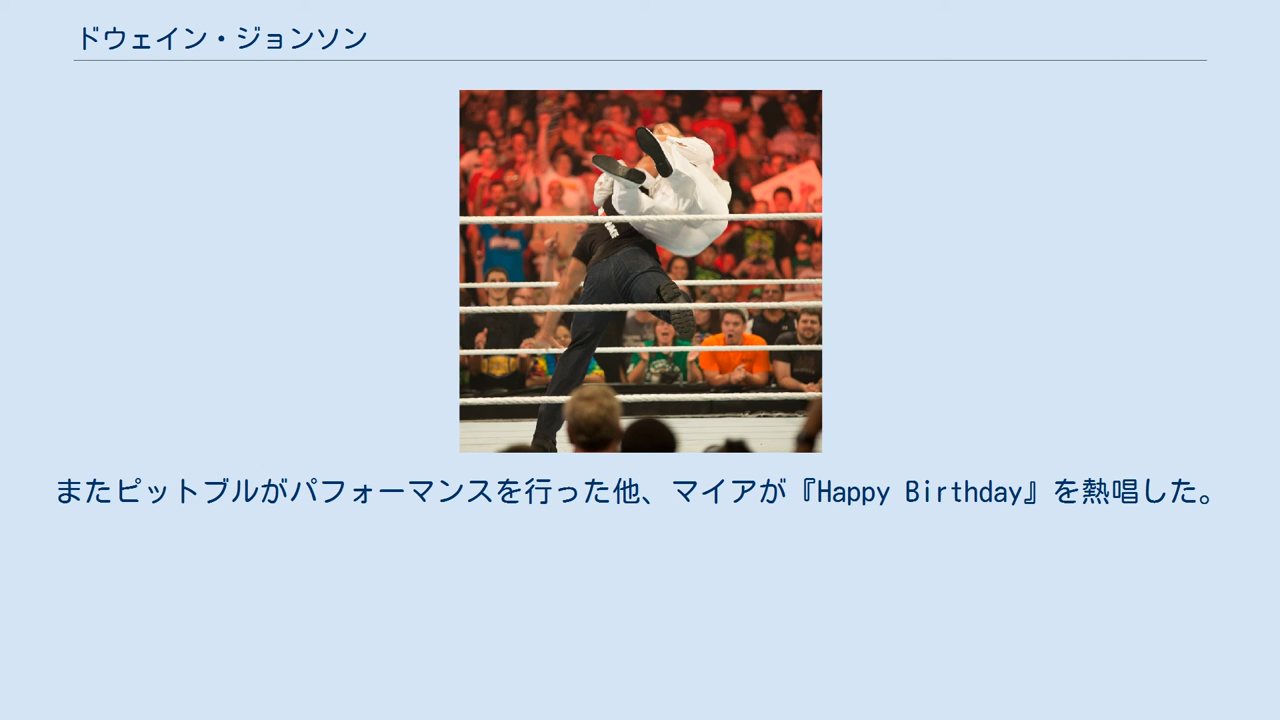 ドウェイン・ジョンソン
またピットブルがパフォーマンスを行った他、マイアが『Happy Birthday』を熱唱した。